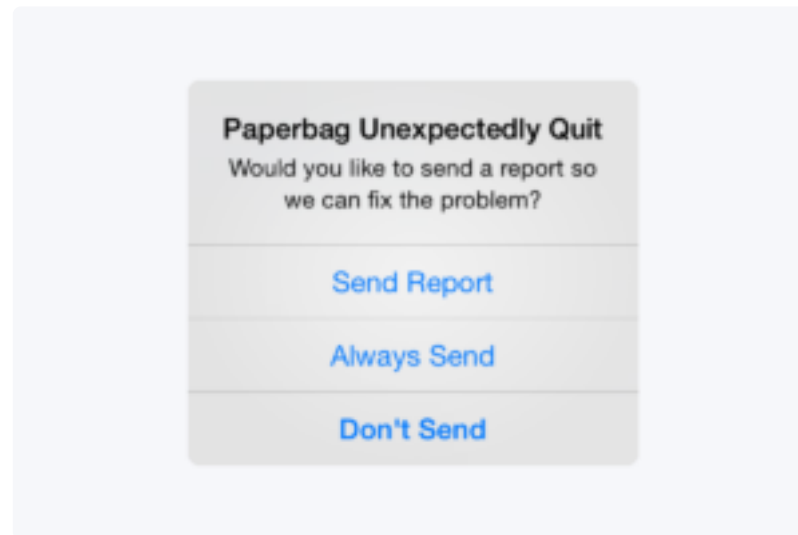 Paperbag Unexpectedly Quit
Would you like to send a report so
we can fix the problem?
Send Report
Always Send
Don't Send